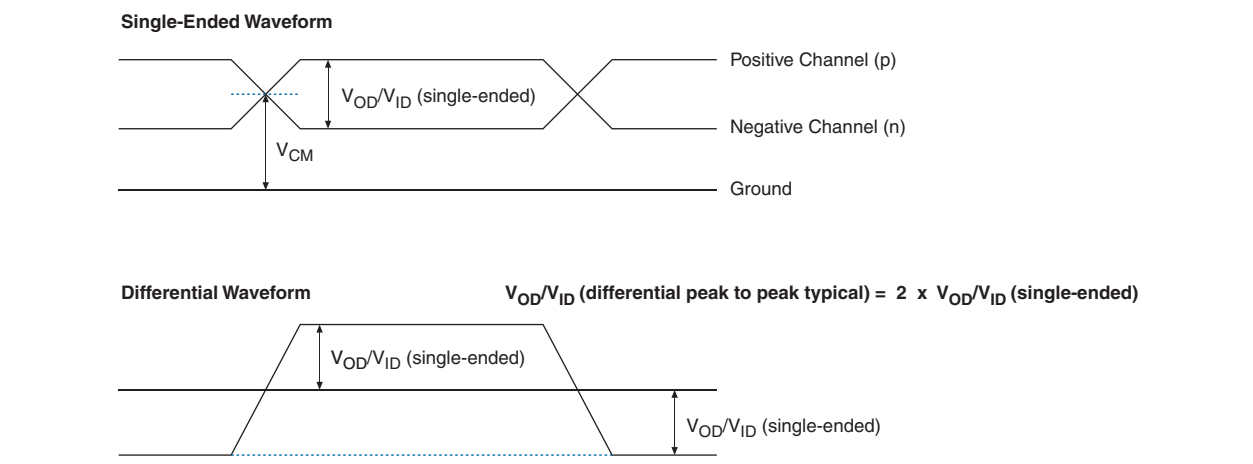 Single-Ended Waveform
Positive Channel (p)
VOD/VID (single-ended)
Negative Channel (n)
VCM
Ground
Differential Waveform
VOD/VID (differential peak to peak typical) = 2 x VOD/VID (single-ended)
VOD/VID (single-ended)
VOD/VID (single-ended)